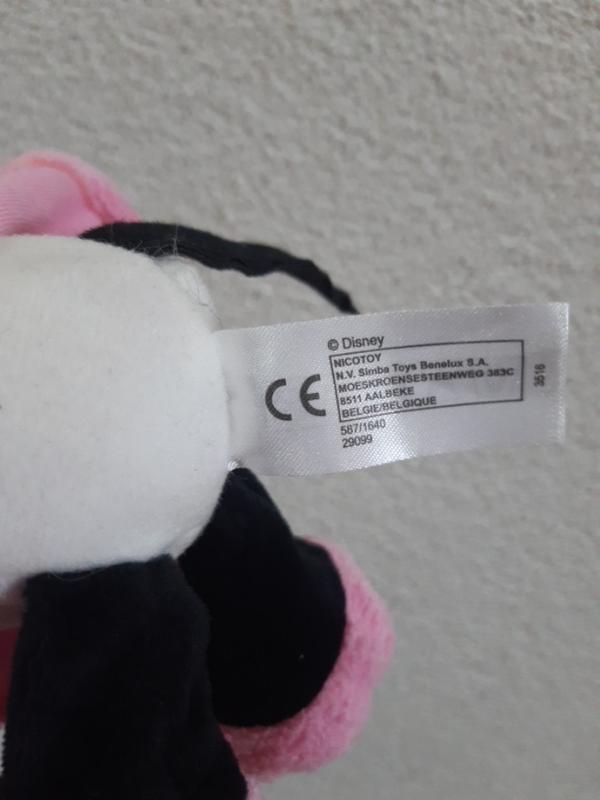 © Disney
CE
NICOTOY
N.V. Simba Toys Benelux S.A.
MOESKROENSESTEENWEG 383C
8511 AALBEKE
BELGIE/BELGIQUE
587/1640
29099
3516